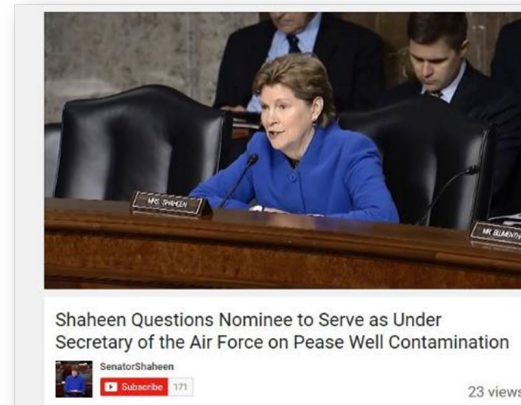 MRS. SHAHEEN
MR. BLUMENTH
Shaheen Questions Nominee to Serve as Under
Secretary of the Air Force on Pease Well Contamination
SenatorShaheen
Subscribe 171
23 views